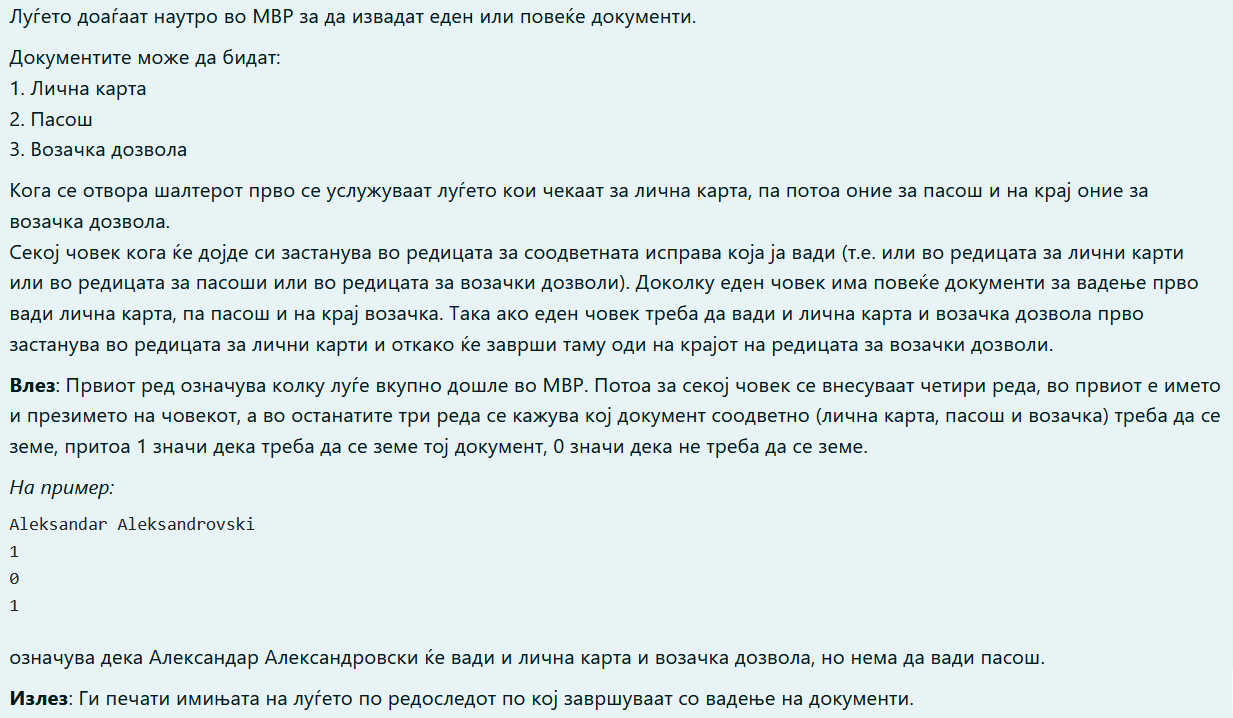 Луѓето доаѓаат наутро во МВР за да извадат еден или повеќе документи.
Документите може да бидат:
1. Лична карта
2. Пасош
3. Возачка дозвола
Кога се отвора шалтерот прво се услужуваат луѓето кои чекаат за лична карта, па потоа оние за пасош и на крај оние за
возачка дозвола.
Секој човек кога ќе дојде си застанува во редицата за соодветната исправа која ја вади (т.е. или во редицата за лични карти
или во редицата за пасоши или во редицата за возачки дозволи). Доколку еден човек има повеќе документи за вадење прво
вади лична карта, па пасош и на крај возачка. Така ако еден човек треба да вади и лична карта и возачка дозвола прво
застанува во редицата за лични карти и откако ќе заврши таму оди на крајот на редицата за возачки дозволи.
Влез: Првиот ред означува колку луѓе вкупно дошле во МВР. Потоа за секој човек се внесуваат четири реда, во првиот е името
и презимето на човекот, а во останатите три реда се кажува кој документ соодветно (лична карта, пасош и возачка) треба да се
земе, притоа 1 значи дека треба да се земе тој документ, 0 значи дека не треба да се земе.
На пример:
Aleksandar Aleksandrovski
1
0
1
означува дека Александар Александровски ќе вади и лична карта и возачка дозвола, но нема да вади пасош.
Излез: Ги печати имињата на луѓето по редоследот по кој завршуваат со вадење на документи.